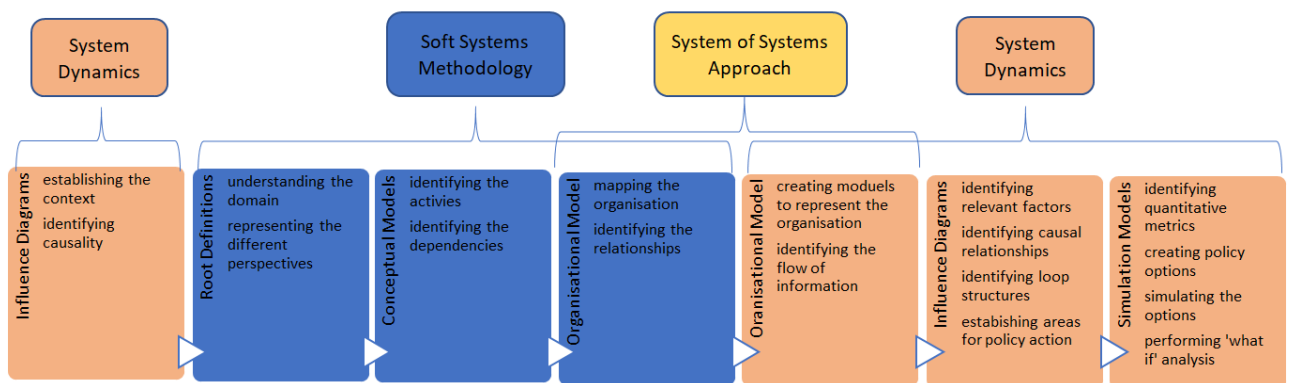 System
Dynamics
Soft Systems
Methodology
System of Systems
Approach
System
Dynamics
Influence Diagrams
establishing the
context
identifying
causality
Root Definitions
understanding the
domain
representing the
different
perspectives
Conceptual Models
identifying the
activies
identifying the
dependencies
Organisational Model
mapping the
organisation
identifying the
relationships
Oranisational Model
creating moduels
to represent the
organisation
identifying the
flow of
information
Influence Diagrams
identifying
relevant factors
identifying causal
relationships
identifying loop
structures
estabishing areas
for policy action
Simulation Models
identifying
quantitative
metrics
creating policy
options
simulating the
options
performing 'what
if' analysis